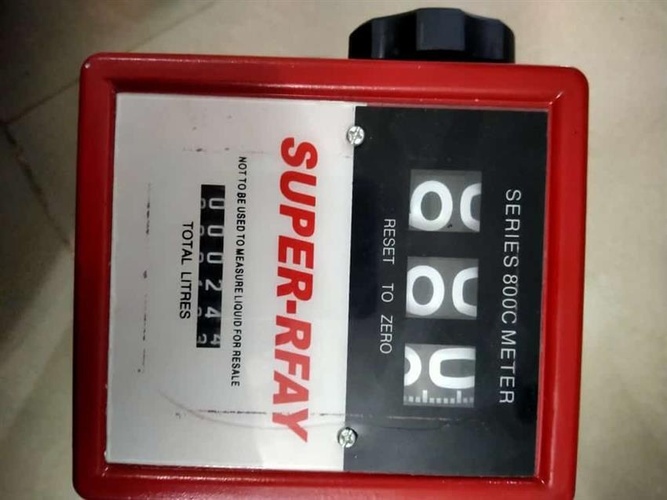 SERIES 800C METER
000
RESET TO ZERO
SUPER-RFAY
NOT TO BE USED TO MEASURE LIQUID FOR RESALE
000244
TOTAL LITRES